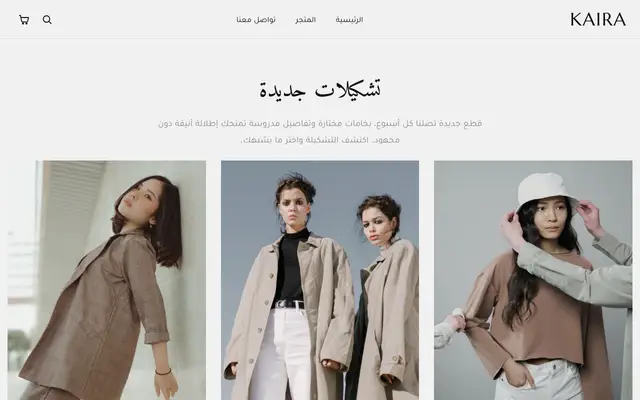 KAIRA
الرئيسية
المتجر
تواصل معنا
تشكيلات جديدة
قطع جديدة تصلنا كل أسبوع، بخامات مختارة وتفاصيل مدروسة تمنحك إطلالة أنيقة دون
مجهود. اكتشف التشكيلة واختر ما يشبهك.